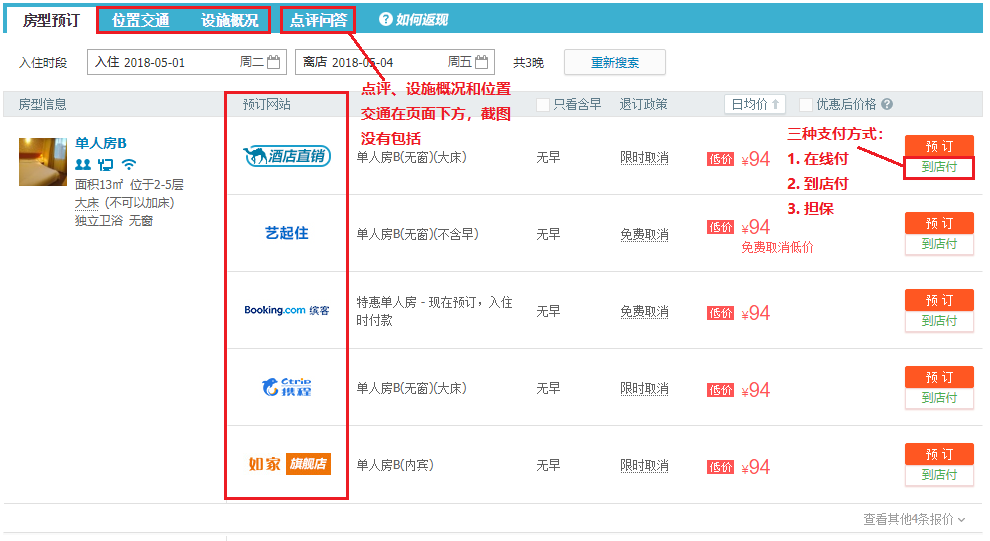 房型预订 位置交通 设施概况 点评问答 ? 如何返现
入住时段 入住 2018-05-01 周二 离店 2018-05-04 周五 共3晚 重新搜索
点评、设施概况和位置
交通在页面下方，截图
没有包括
房型信息 预订网站 只看含早 退订政策 日均价 优惠后价格 ?
三种支付方式：
1. 在线付
2. 到店付
3. 担保
单人房B
面积13㎡ 位于2-5层
大床 (不可以加床)
独立卫浴 无窗
酒店直销 单人房B(无窗)(大床) 无早 限时取消 低价 ¥94 预订
到店付
艺起住 单人房B(无窗)(不含早) 无早 免费取消 低价 ¥94 预订
免费取消低价 到店付
Booking.com 缤客 特惠单人房 - 现在预订，入住
时付款 无早 免费取消 低价 ¥94 预订
到店付
Ctrip
携程 单人房B(无窗)(大床) 无早 限时取消 低价 ¥94 预订
到店付
如家 旗舰店 单人房B(内宾) 无早 限时取消 低价 ¥94 预订
到店付
查看其他4条报价